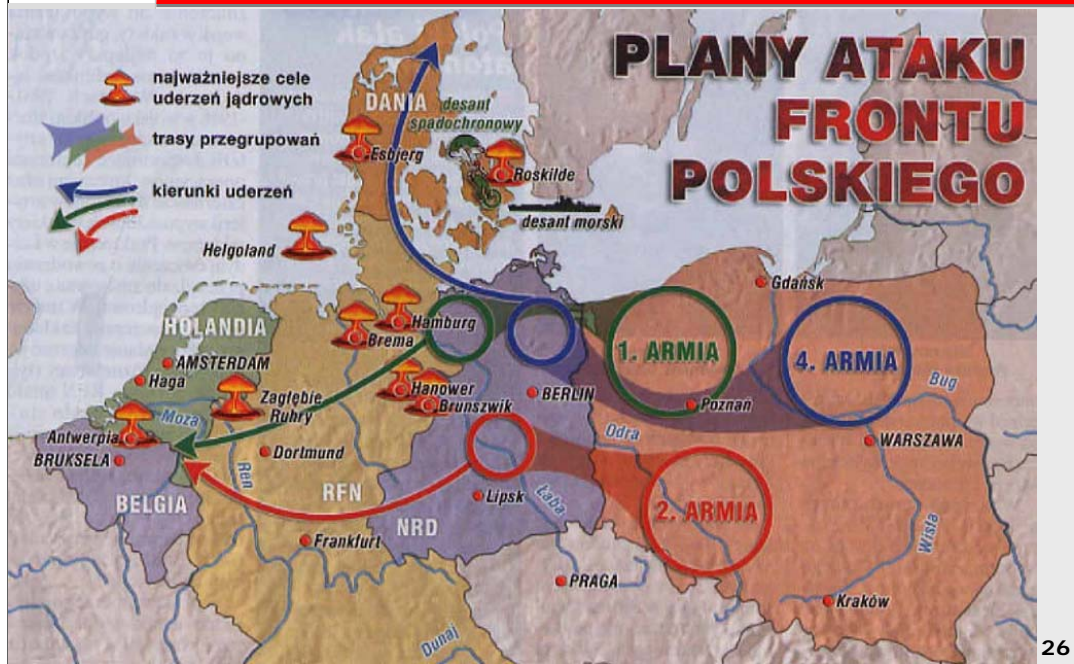 PLANY ATAKU
FRONTU
POLSKIEGO
najważniejsze cele
uderzeń jądrowych
trasy przegrupowań
kierunki uderzeń
DANIA
desant
spadochronowy
Esbjerg
Roskilde
desant morski
Helgoland
Gdańsk
HOLANDIA
Hamburg
Brema
1. ARMIA
4. ARMIA
AMSTERDAM
Haga
Zagłębie
Ruhry
Hanower
Brunszwik
BERLIN
Poznań
Bug
Moza
Antwerpia
BRUKSELA
Ren
Dortmund
Odra
WARSZAWA
BELGIA
RFN
NRD
Lipsk
Łaba
2. ARMIA
Wisła
Frankfurt
PRAGA
Kraków
Dunaj
26